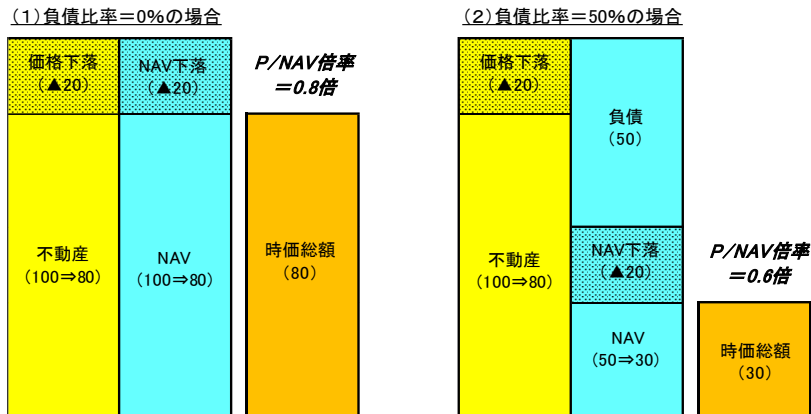 (1)負債比率=0%の場合
価格下落
(▲20)
NAV下落
(▲20)
P/NAV倍率
=0.8倍
不動産
(100⇒80)
NAV
(100⇒80)
時価総額
(80)
(2)負債比率=50%の場合
価格下落
(▲20)
負債
(50)
不動産
(100⇒80)
NAV下落
(▲20)
NAV
(50⇒30)
P/NAV倍率
=0.6倍
時価総額
(30)